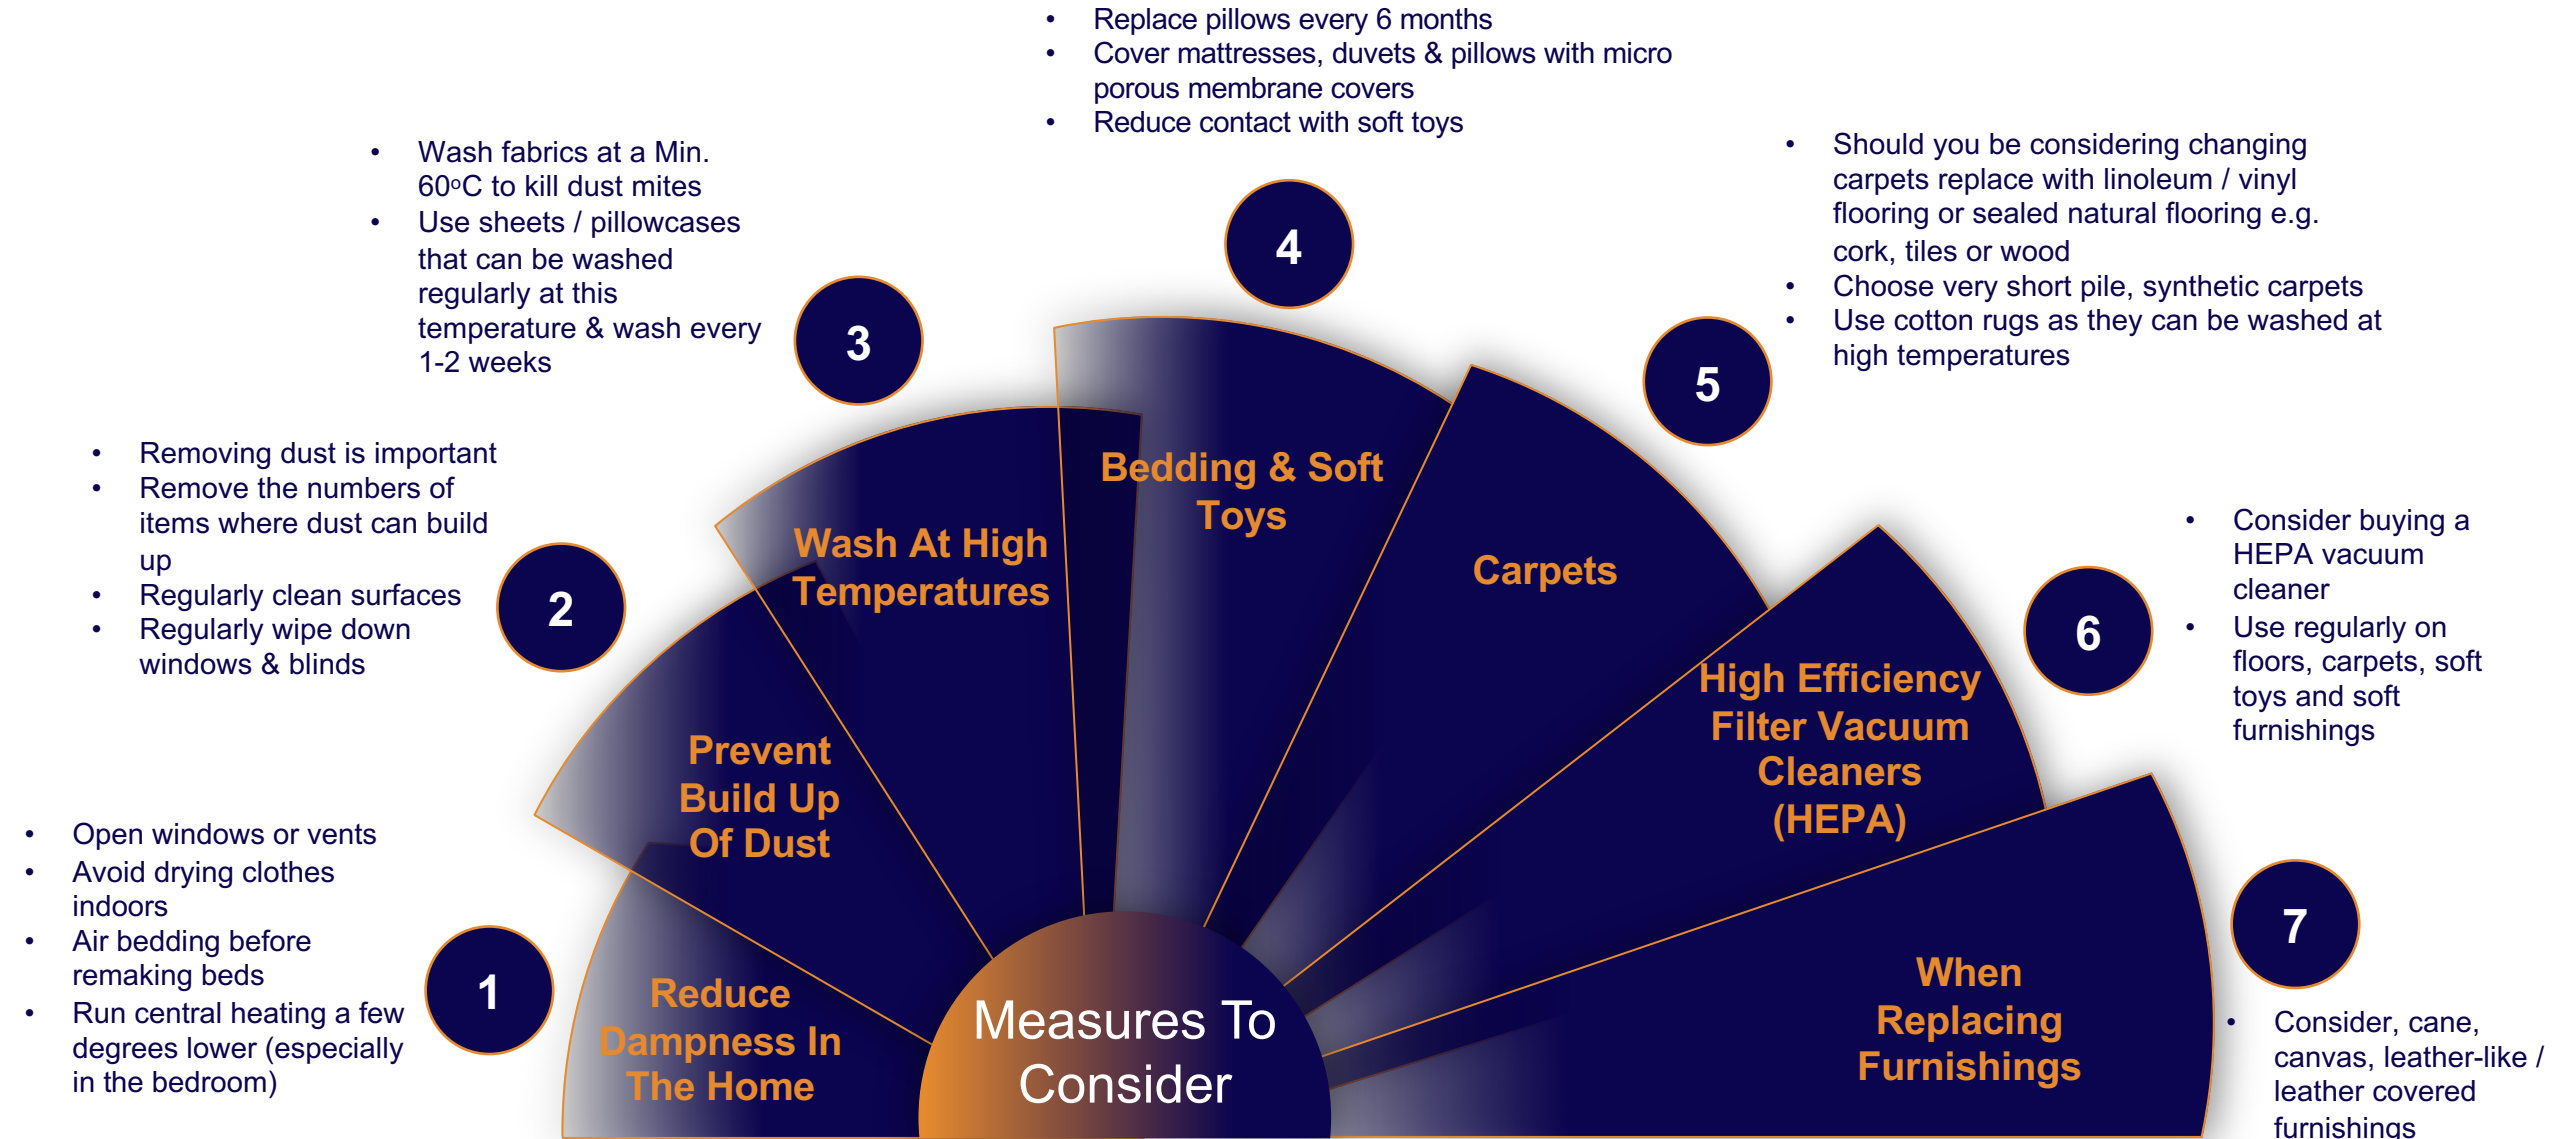 • Open windows or vents
• Avoid drying clothes
indoors
• Air bedding before
remaking beds
• Run central heating a few
degrees lower (especially
in the bedroom)
1
Reduce
Dampness In
The Home
• Removing dust is important
• Remove the numbers of
items where dust can build
up
• Regularly clean surfaces
• Regularly wipe down
windows & blinds
2
Prevent
Build Up
Of Dust
• Wash fabrics at a Min.
60ºC to kill dust mites
• Use sheets / pillowcases
that can be washed
regularly at this
temperature & wash every
1-2 weeks
3
Wash At High
Temperatures
• Replace pillows every 6 months
• Cover mattresses, duvets & pillows with micro
porous membrane covers
• Reduce contact with soft toys
4
Bedding & Soft
Toys
• Should you be considering changing
carpets replace with linoleum / vinyl
flooring or sealed natural flooring e.g.
cork, tiles or wood
• Choose very short pile, synthetic carpets
• Use cotton rugs as they can be washed at
high temperatures
5
Carpets
• Consider buying a
HEPA vacuum
cleaner
• Use regularly on
floors, carpets, soft
toys and soft
furnishings
6
High Efficiency
Filter Vacuum
Cleaners
(HEPA)
7
When
Replacing
Furnishings
• Consider, cane,
canvas, leather-like /
leather covered
furnishings
Measures To
Consider